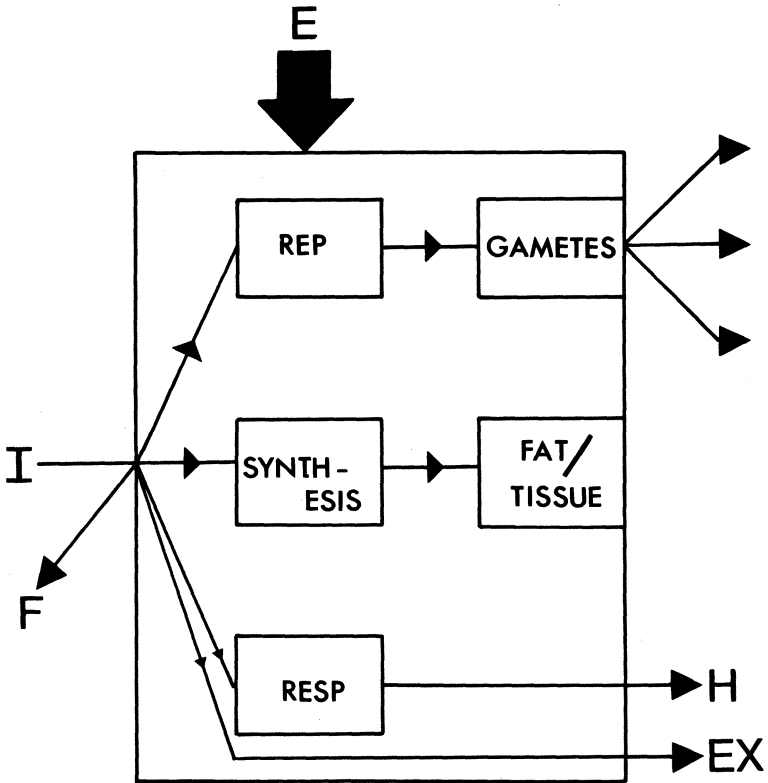 E
REP
GAMETES
I
SYNTH-
ESIS
FAT/
TISSUE
F
RESP
H
EX